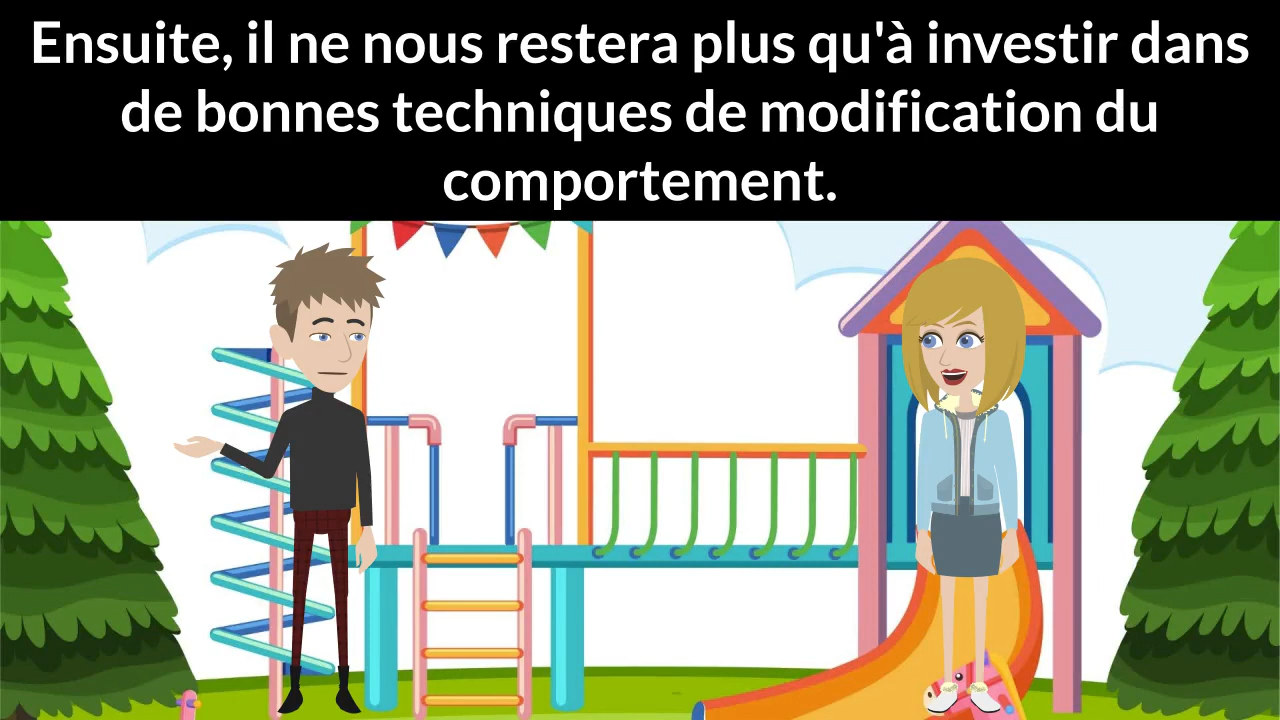 Ensuite, il ne nous restera plus qu'à investir dans
de bonnes techniques de modification du
comportement.